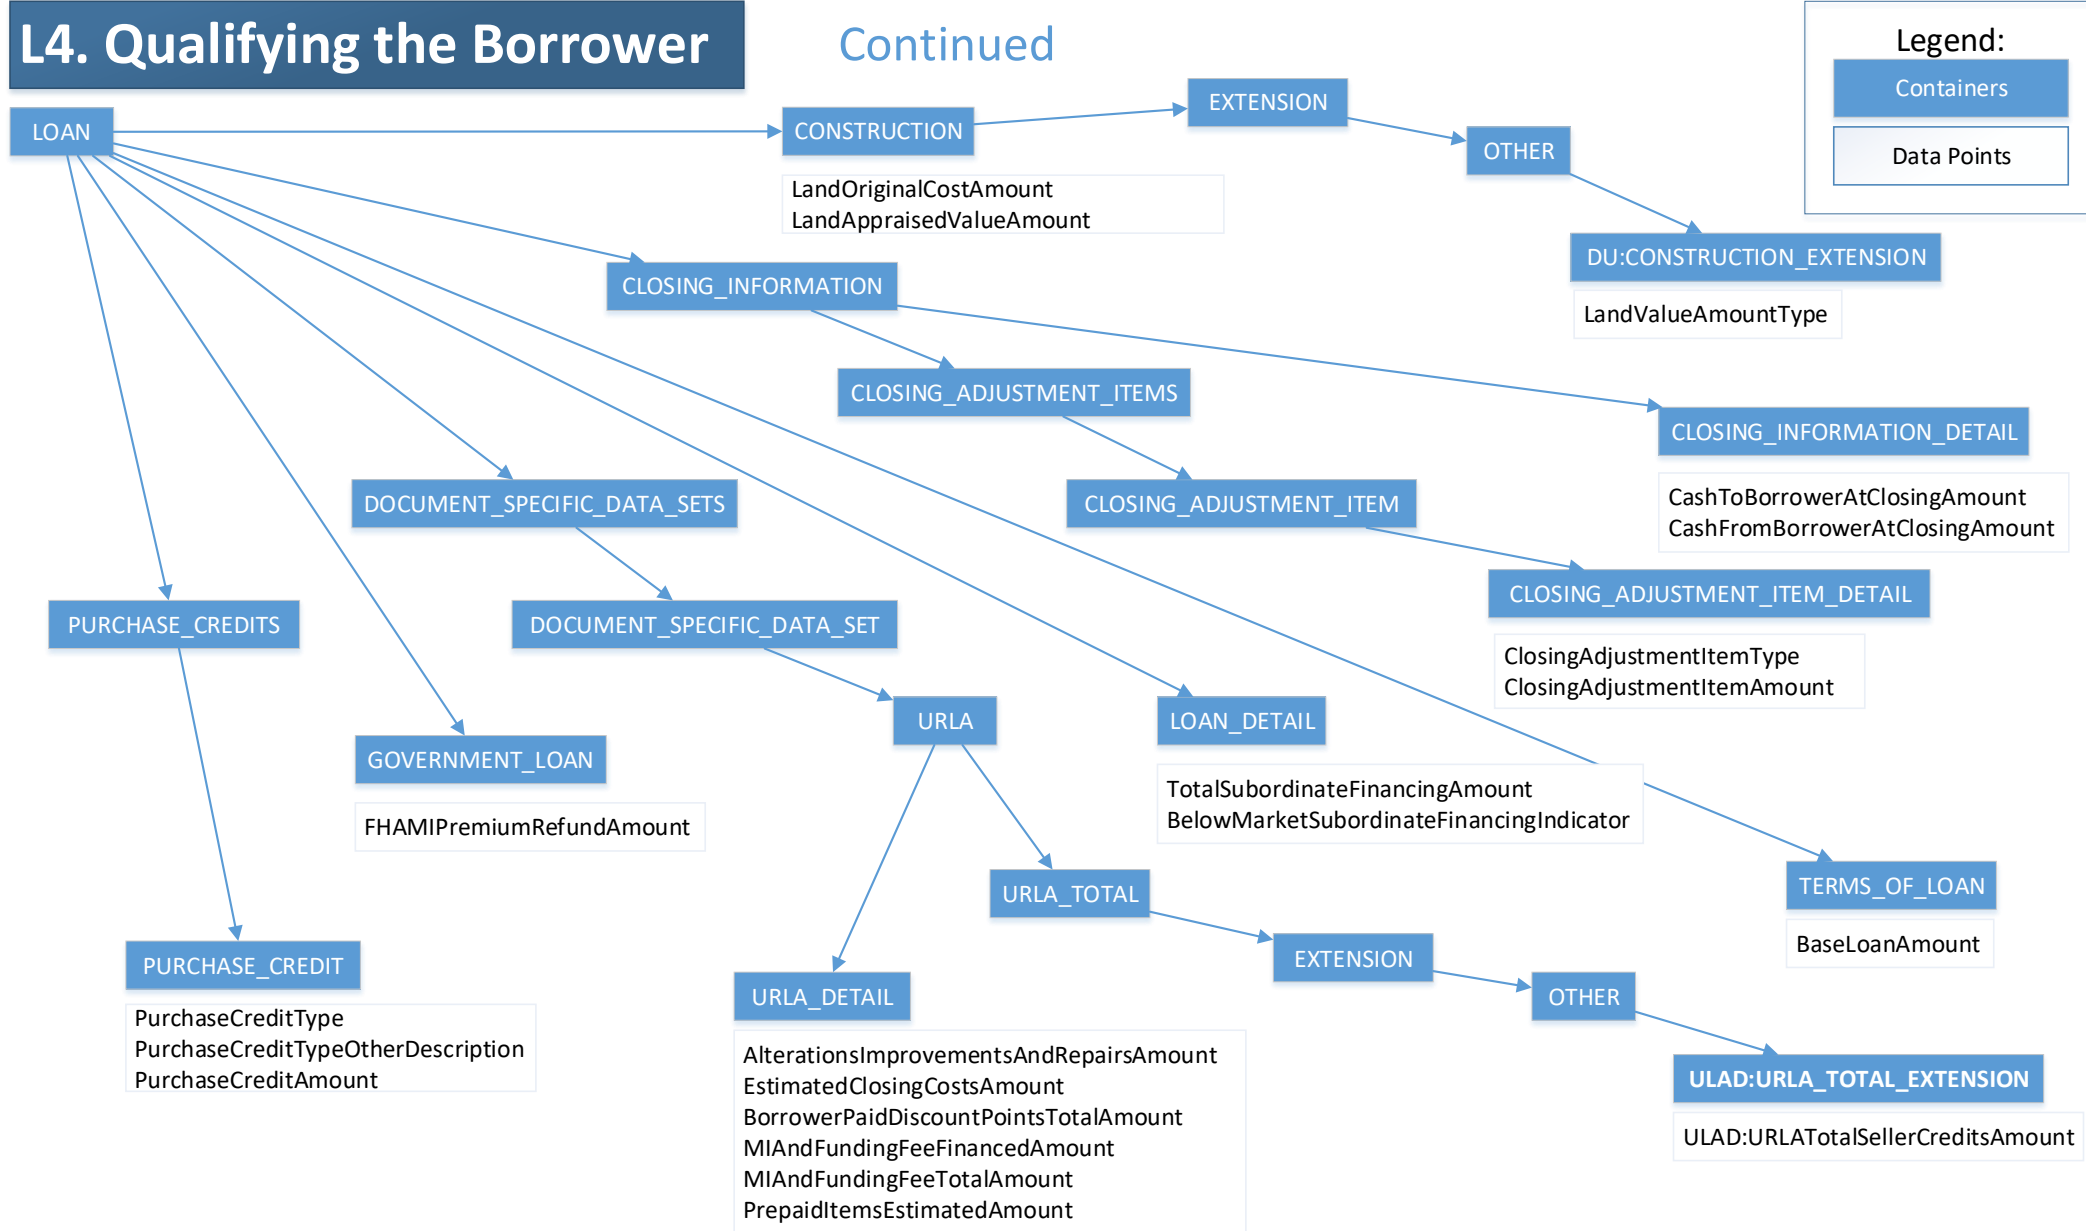 L4. Qualifying the Borrower
Continued
Legend:
Containers
Data Points
LOAN
CONSTRUCTION
EXTENSION
OTHER
LandOriginalCostAmount
LandAppraisedValueAmount
DU:CONSTRUCTION_EXTENSION
LandValueAmountType
CLOSING_INFORMATION
CLOSING_ADJUSTMENT_ITEMS
CLOSING_INFORMATION_DETAIL
CashToBorrowerAtClosingAmount
CashFromBorrowerAtClosingAmount
DOCUMENT_SPECIFIC_DATA_SETS
CLOSING_ADJUSTMENT_ITEM
CLOSING_ADJUSTMENT_ITEM_DETAIL
ClosingAdjustmentItemType
ClosingAdjustmentItemAmount
PURCHASE_CREDITS
DOCUMENT_SPECIFIC_DATA_SET
URLA
LOAN_DETAIL
TotalSubordinateFinancingAmount
BelowMarketSubordinateFinancingIndicator
GOVERNMENT_LOAN
FHAMIPremiumRefundAmount
URLA_TOTAL
TERMS_OF_LOAN
BaseLoanAmount
PURCHASE_CREDIT
PurchaseCreditType
PurchaseCreditTypeOtherDescription
PurchaseCreditAmount
URLA_DETAIL
AlterationsImprovementsAndRepairsAmount
EstimatedClosingCostsAmount
BorrowerPaidDiscountPointsTotalAmount
MIAndFundingFeeFinancedAmount
MIAndFundingFeeTotalAmount
PrepaidItemsEstimatedAmount
EXTENSION
OTHER
ULAD:URLA_TOTAL_EXTENSION
ULAD:URLATotalSellerCreditsAmount